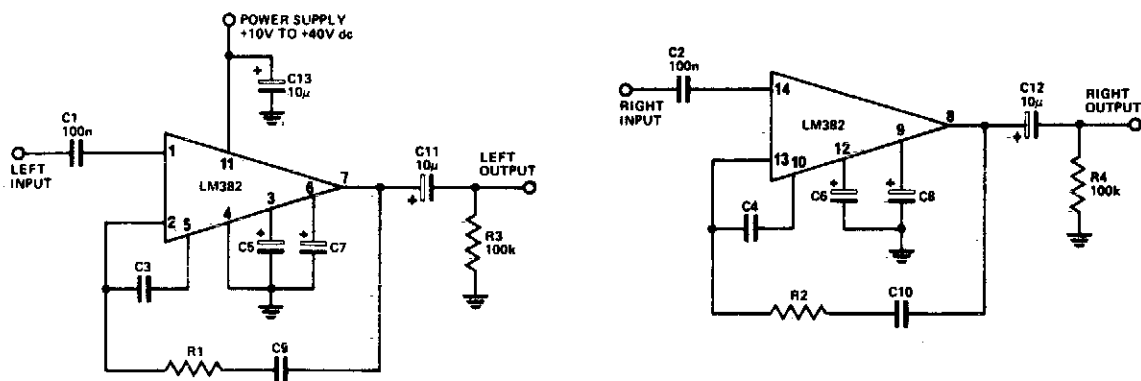 POWER SUPPLY
+10V TO +40V dc
+
C13
10μ
C1
100n
LEFT
INPUT
1
11
LM382
2
5
4
3
6
7
C11
10μ
+
LEFT
OUTPUT
R3
100k
C3
+
C5
+
C7
R1
C9
C2
100n
RIGHT
INPUT
14
LM382
13
10
12
9
8
C12
10μ
+
RIGHT
OUTPUT
R4
100k
C4
+
C6
+
C8
R2
C10